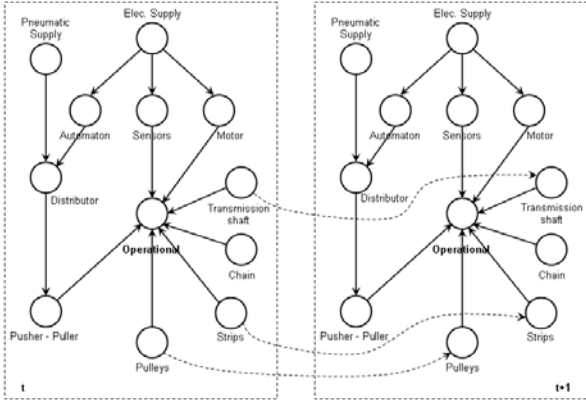 Elec. Supply
Pneumatic
Supply
Automaton
Sensors
Motor
Distributor
Transmission
shaft
Operational
Chain
Pusher - Puller
Strips
Pulleys
t
Elec. Supply
Pneumatic
Supply
Automaton
Sensors
Motor
Distributor
Transmission
shaft
Operational
Chain
Pusher - Puller
Strips
Pulleys
t+1